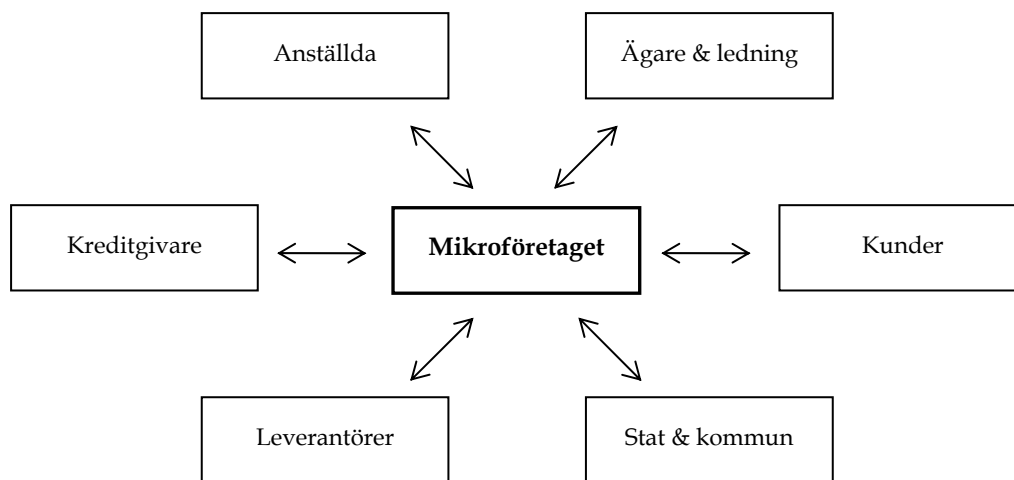 Anställda
Ägare & ledning
Kreditgivare
Mikroföretaget
Kunder
Leverantörer
Stat & kommun